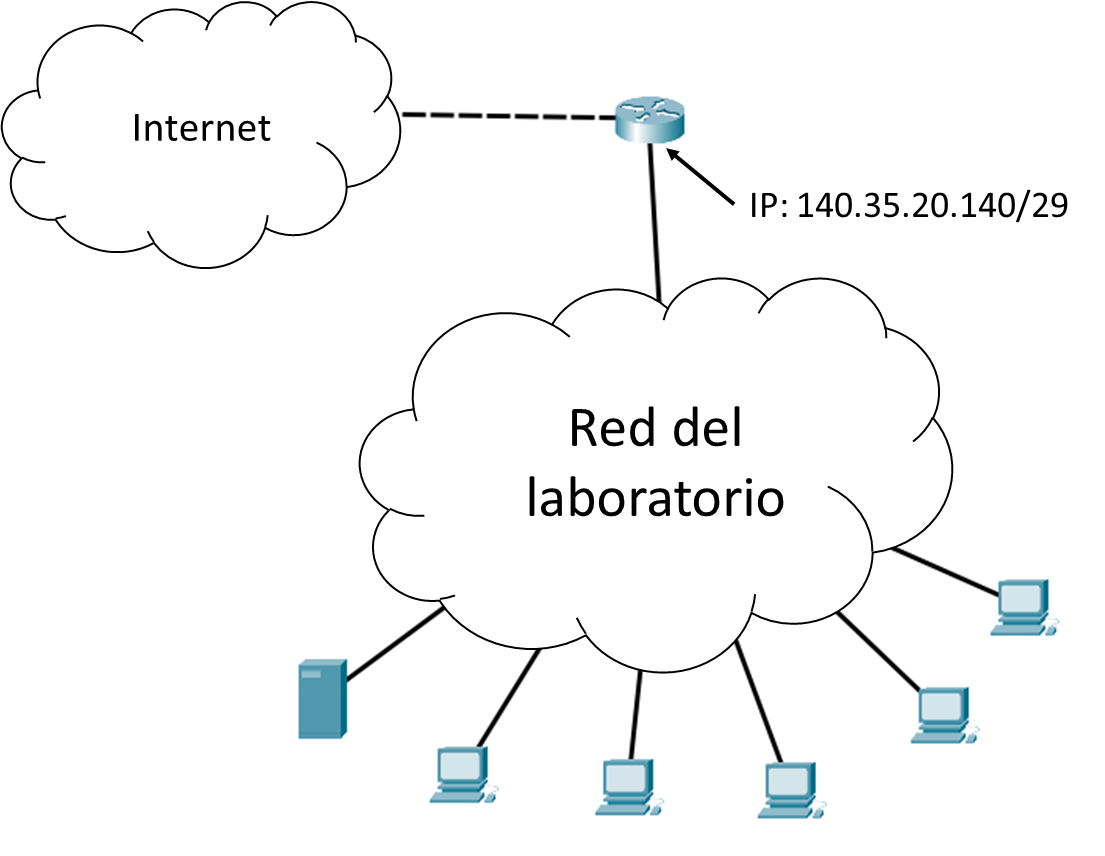 Internet
IP: 140.35.20.140/29
Red del
laboratorio